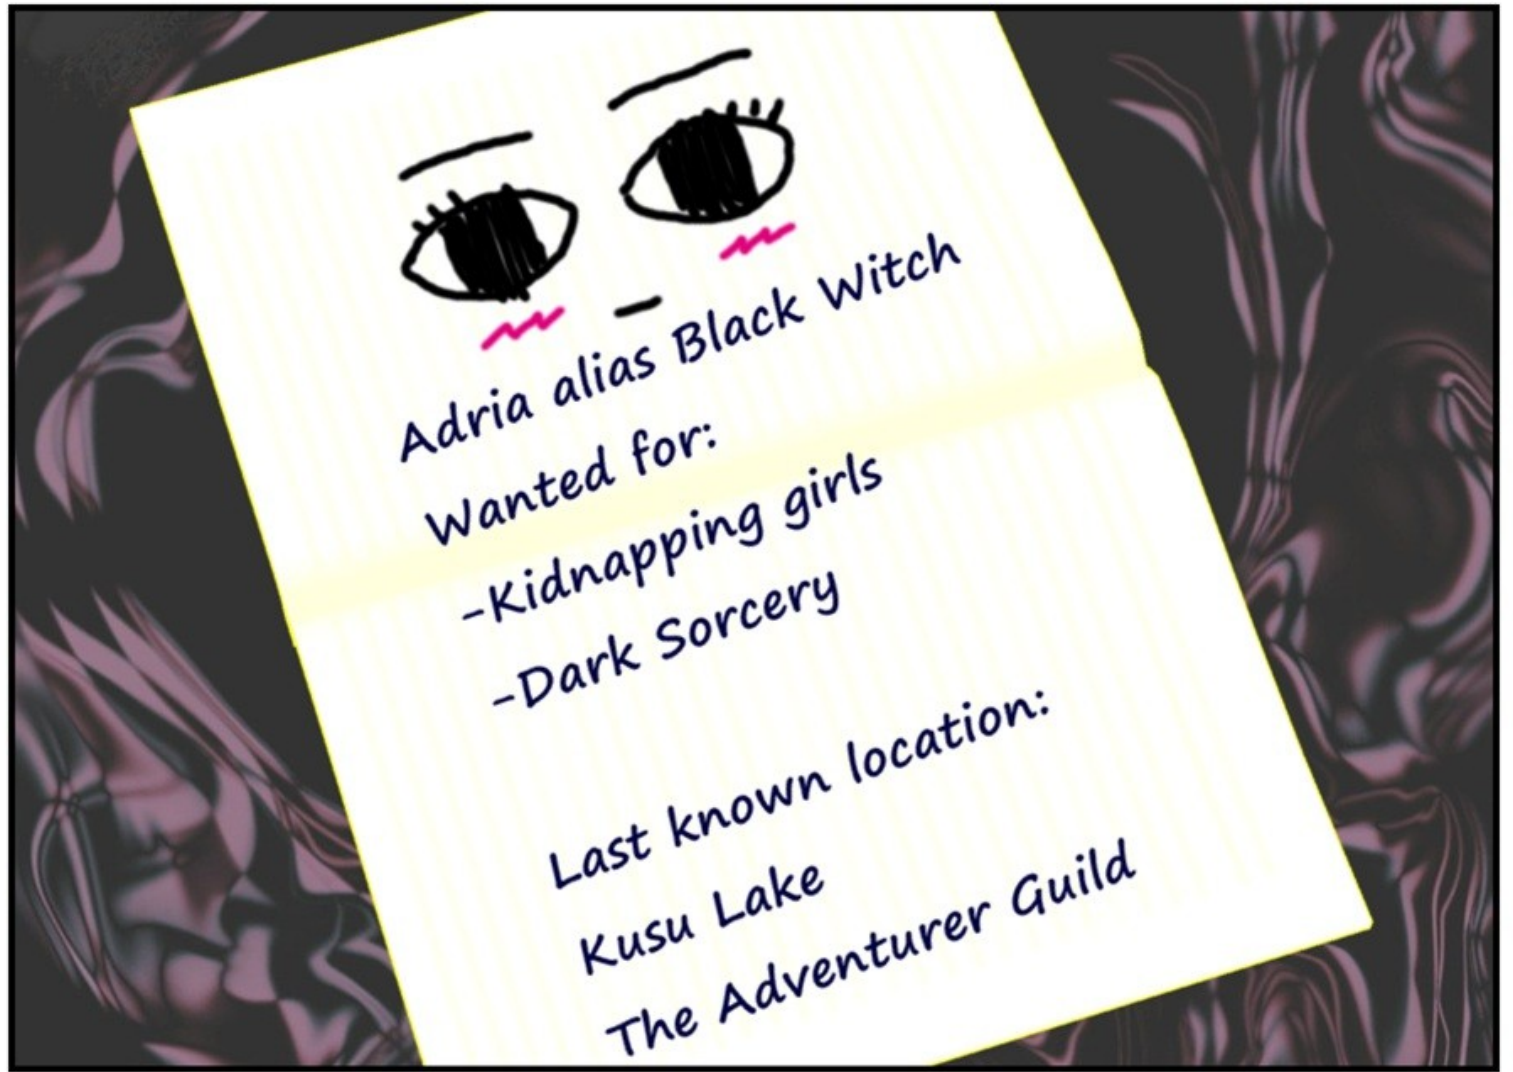 Adria alias Black Witch
Wanted for:
-Kidnapping girls
-Dark Sorcery
Last known location:
Kusu Lake
The Adventurer Guild